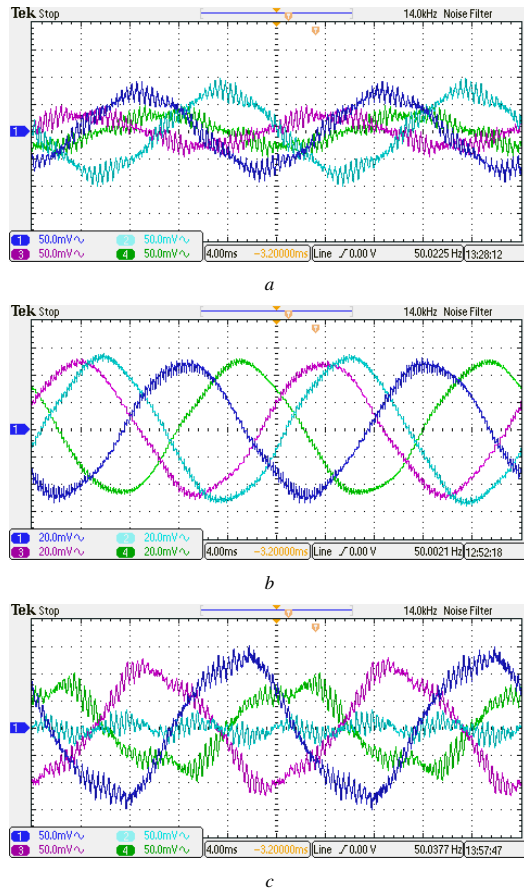 Tek Stop 14.0kHz Noise Filter
1
1 50.0mV 2 50.0mV
3 50.0mV 4 50.0mV 4.00ms −3.20000ms Line 0.00 V 50.0225 Hz 13:28:12
a
Tek Stop 14.0kHz Noise Filter
1
1 20.0mV 2 20.0mV
3 20.0mV 4 20.0mV 4.00ms −3.20000ms Line 0.00 V 50.0021 Hz 12:52:18
b
Tek Stop 14.0kHz Noise Filter
1
1 50.0mV 2 50.0mV
3 50.0mV 4 50.0mV 4.00ms −3.20000ms Line 0.00 V 50.0377 Hz 13:57:47
c